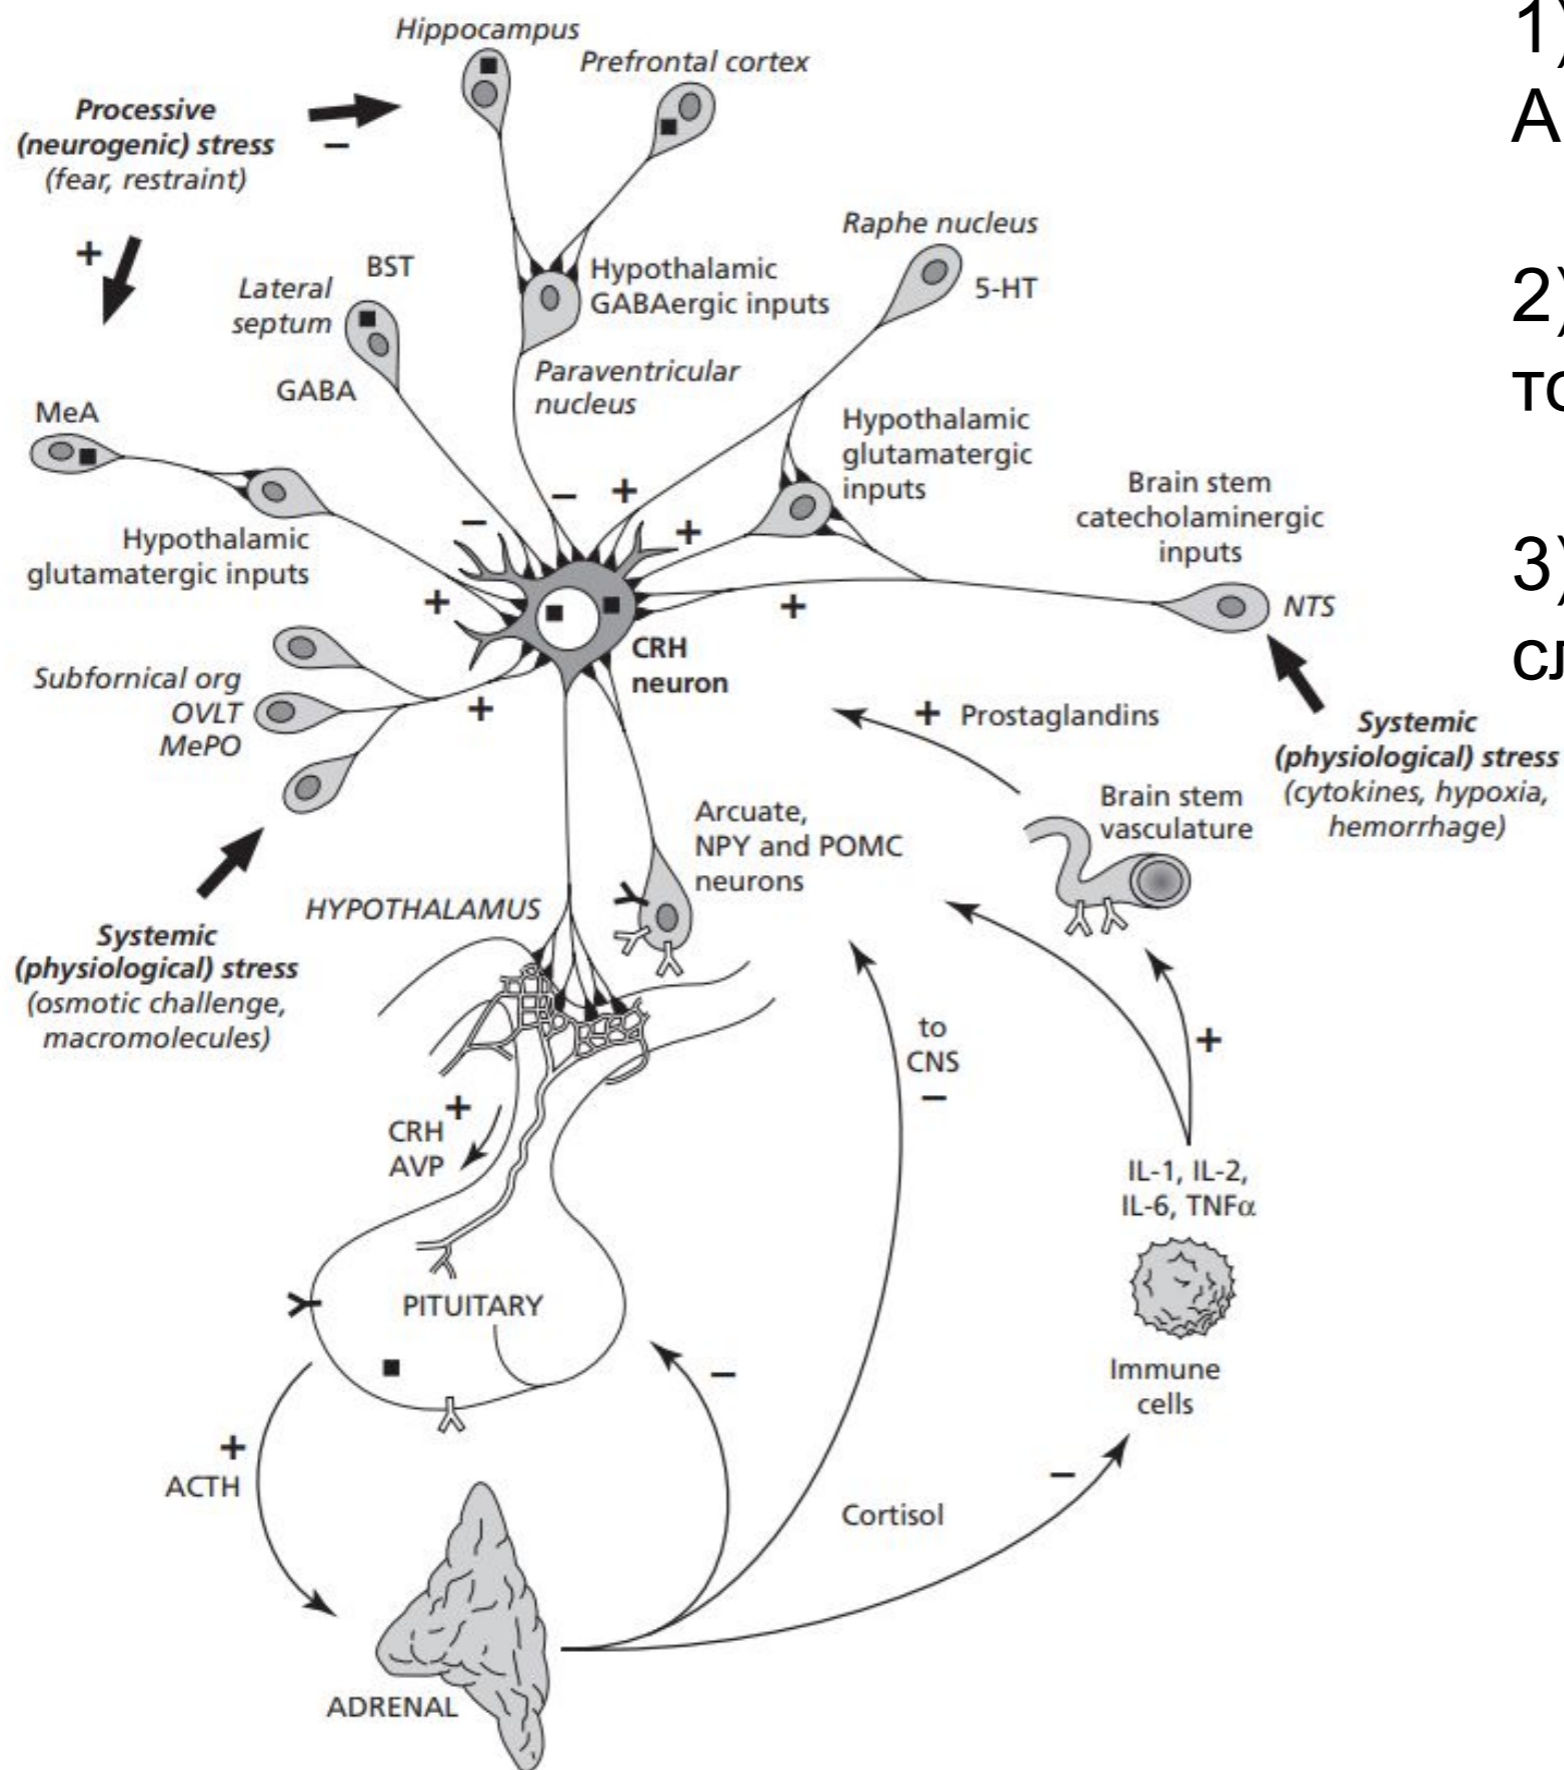 Hippocampus
Prefrontal cortex
Processive
(neurogenic) stress
(fear, restraint)
–
+
Raphe nucleus
5-HT
BST
Lateral
septum
GABA
Hypothalamic
GABAergic inputs
Paraventricular
nucleus
MeA
Hypothalamic
glutamatergic inputs
Hypothalamic
glutamatergic
inputs
Brain stem
catecholaminergic
inputs
NTS
–
–
+
+
+
+
+
CRH
neuron
Subfornical org
OVLT
MePO
Systemic
(physiological) stress
(osmotic challenge,
macromolecules)
Systemic
(physiological) stress
(cytokines, hypoxia,
hemorrhage)
+ Prostaglandins
Brain stem
vasculature
Arcuate,
NPY and POMC
neurons
HYPOTHALAMUS
to
CNS
–
+
+
CRH
AVP
IL-1, IL-2,
IL-6, TNFα
Immune
cells
PITUITARY
–
–
+
ACTH
Cortisol
ADRENAL
1)
2)
3)